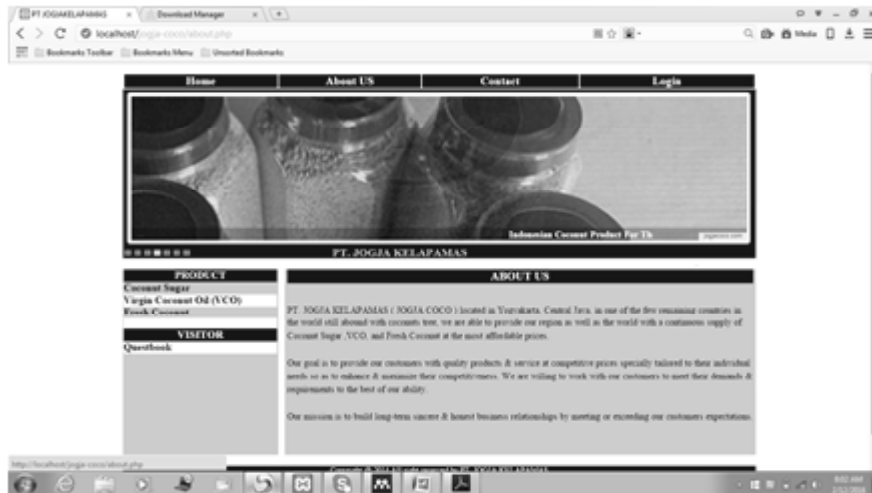 PT JOGJAKELAPAMAS
Download Manager
localhost/jogja-coco/about.php
Media
Bookmarks Toolbar
Bookmarks Menu
Unsorted Bookmarks
Home
About US
Contact
Login
Indonesian Coconut Product For Th
PT. JOGJA KELAPAMAS
PRODUCT
Coconut Sugar
Virgin Coconut Oil (VCO)
Fresh Coconut
VISITOR
Questbook
ABOUT US
PT. JOGJA KELAPAMAS ( JOGJA COCO ) located in Yogyakarta, Central Java, in one of the few remaining countries in
the world still abound with coconuts tree, we are able to provide our region as well as the world with a continuous supply of
Coconut Sugar ,VCO, and Fresh Coconut at the most affordable prices.
Our goal is to provide our customers with quality products & service at competitive prices specially tailored to their individual
needs so as to enhance & maximize their competitiveness. We are willing to work with our customers to meet their demands &
requirements to the best of our ability.
Our mission is to build long-term sincere & honest business relationships by meeting or exceeding our customers expectations.
http://localhost/jogja-coco/about.php
8:02 AM